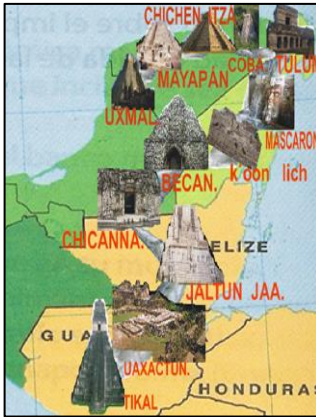 CHICHEN ITZA.
COBA. TULUM
MAYAPÁN
UXMAL.
MASCARON
k oon lich
BECAN.
CHICANNA.
ELIZE
JALTUN JAA.
GUA
UAXACTUN.
HONDURAS
TIKAL